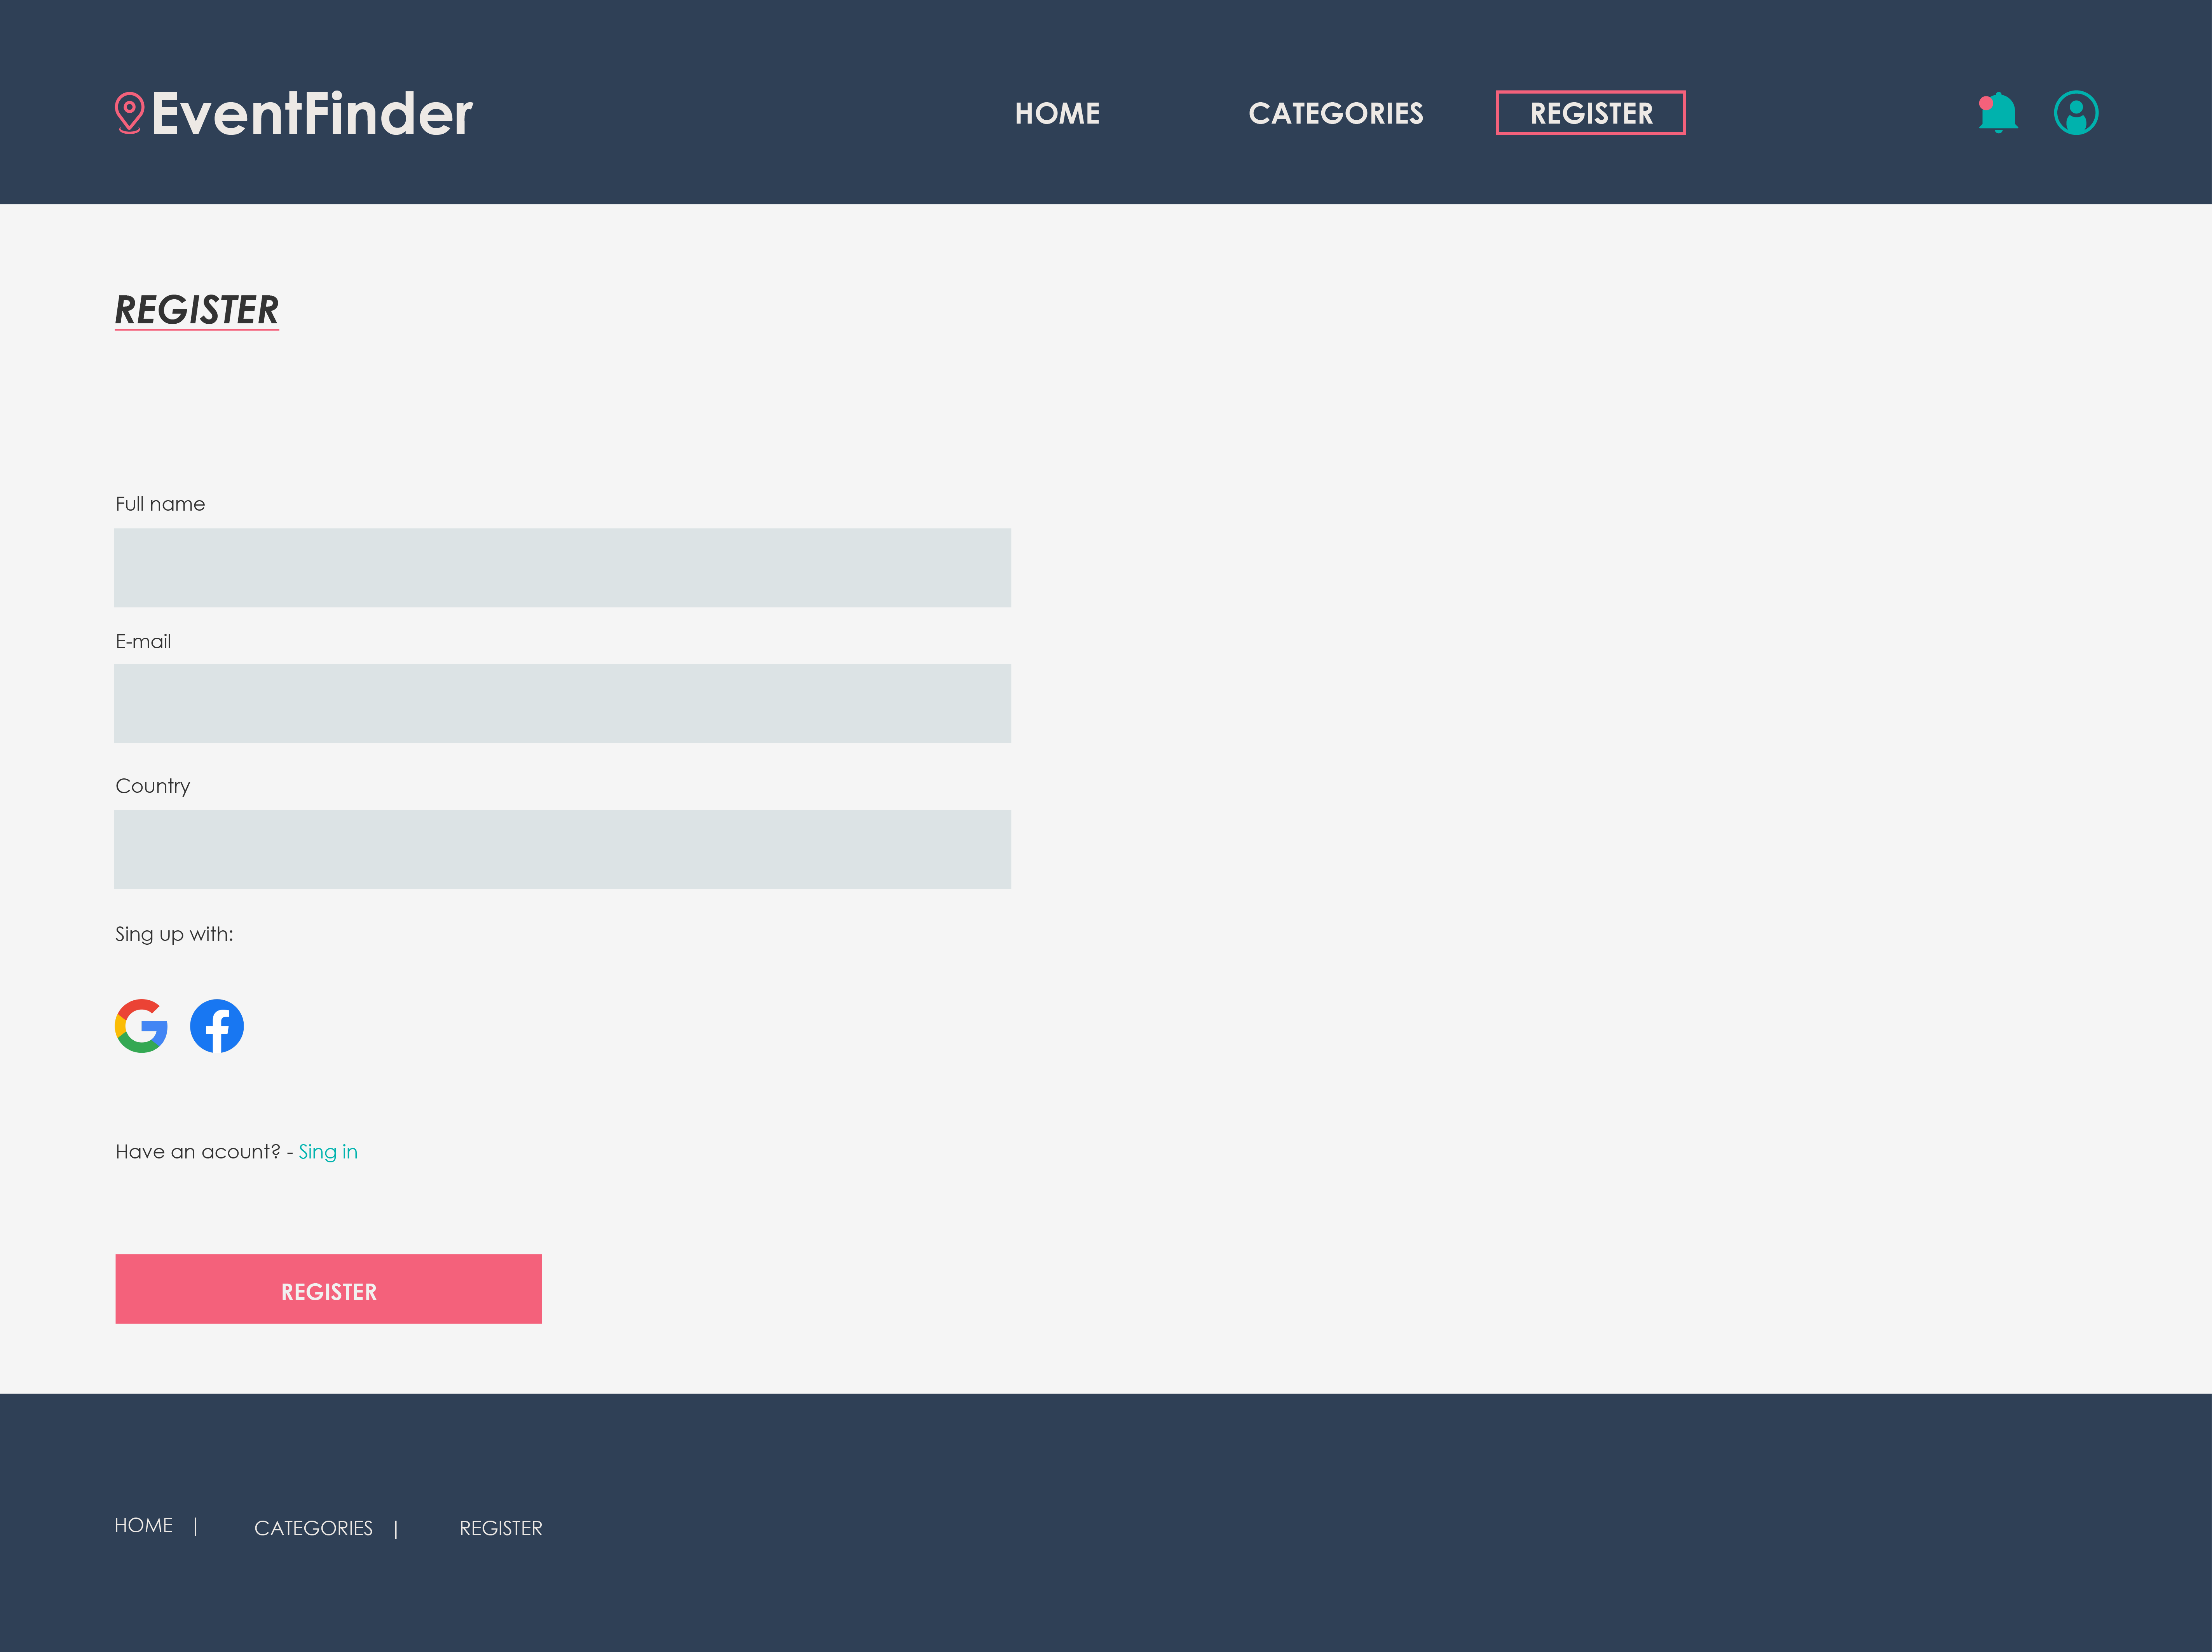 EventFinder
HOME CATEGORIES REGISTER
REGISTER
Full name
E-mail
Country
Sing up with:
Have an acount? - Sing in
REGISTER
HOME | CATEGORIES | REGISTER